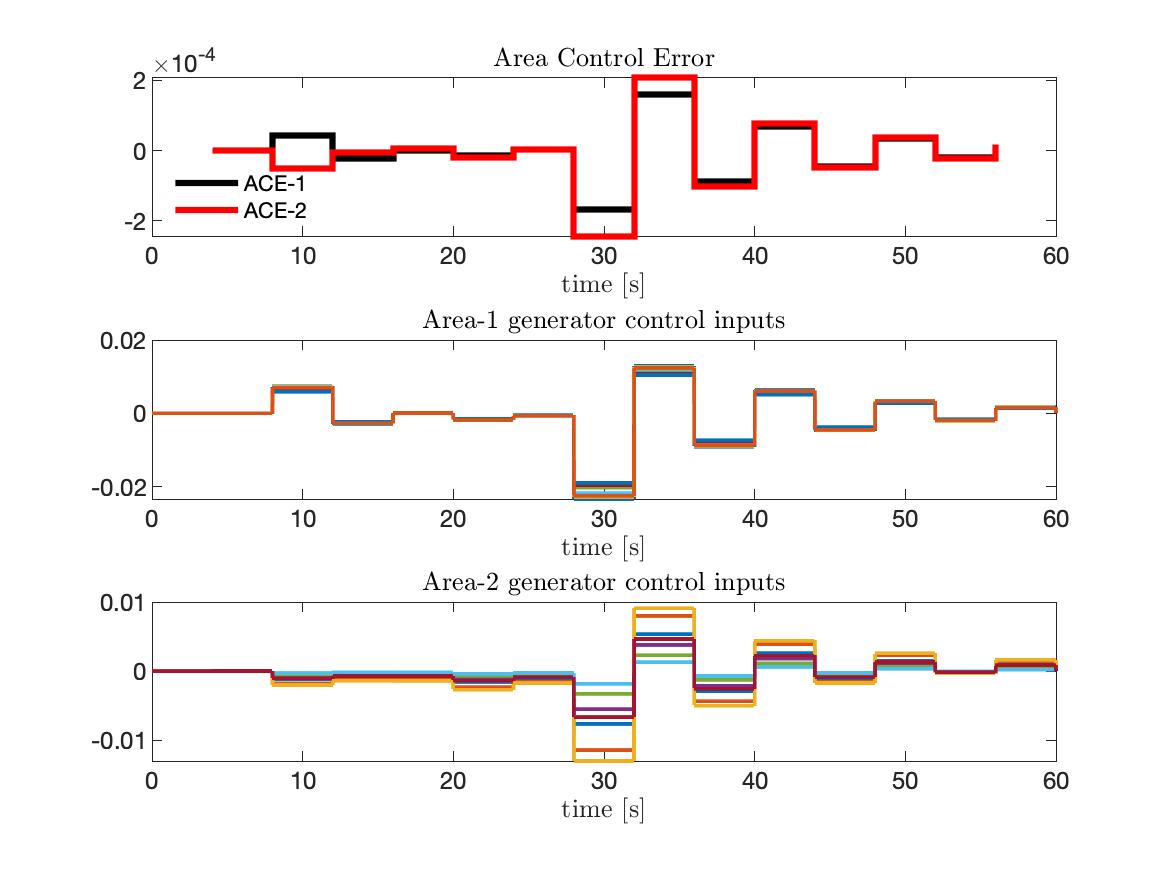 ×10-4
Area Control Error
2
0
-2
ACE-1
ACE-2
0 10 20 30 40 50 60
time [s]
Area-1 generator control inputs
0.02
0
-0.02
0 10 20 30 40 50 60
time [s]
Area-2 generator control inputs
0.01
0
-0.01
0 10 20 30 40 50 60
time [s]